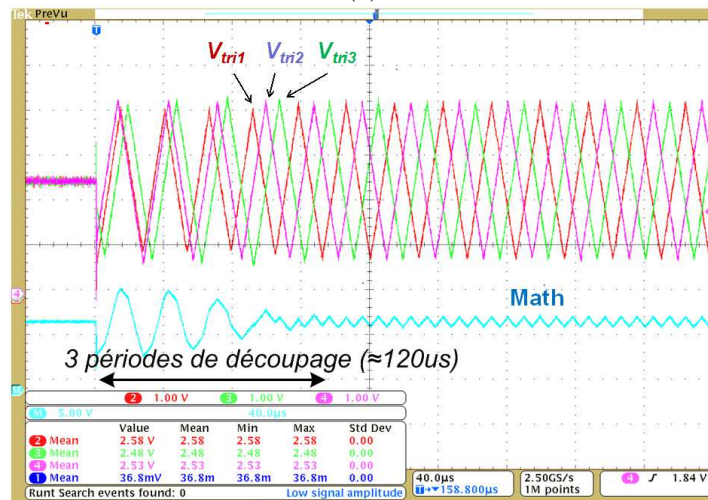 Tek PreVu
T
Vtri1 Vtri2 Vtri3
4
Math
3 périodes de découpage (≈120us)
M
2 1.00 V 3 1.00 V 4 1.00 V
M 5.00 V 40.0µs
Value Mean Min Max Std Dev
2 Mean 2.58 V 2.58 2.58 2.58 0.00
3 Mean 2.48 V 2.48 2.48 2.48 0.00
4 Mean 2.53 V 2.53 2.53 2.53 0.00
1 Mean 36.8mV 36.8m 36.8m 36.8m 0.00
Runt Search events found: 0 Low signal amplitude
40.0µs
T→▼158.800µs
2.50GS/s
1M points
4 ∫ 1.84 V